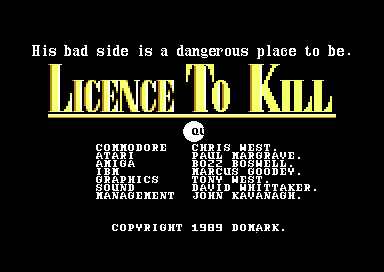 His bad side is a dangerous place to be.
LICENCE TO KILL
COMMODORE CHRIS WEST.
ATARI PAUL MARGRAVE.
AMIGA BOZZ BOSWELL.
IBM MARCUS GOODEY.
GRAPHICS TONY WEST.
SOUND DAVID WHITTAKER.
MANAGEMENT JOHN KAVANAGH.
COPYRIGHT 1989 DOMARK.